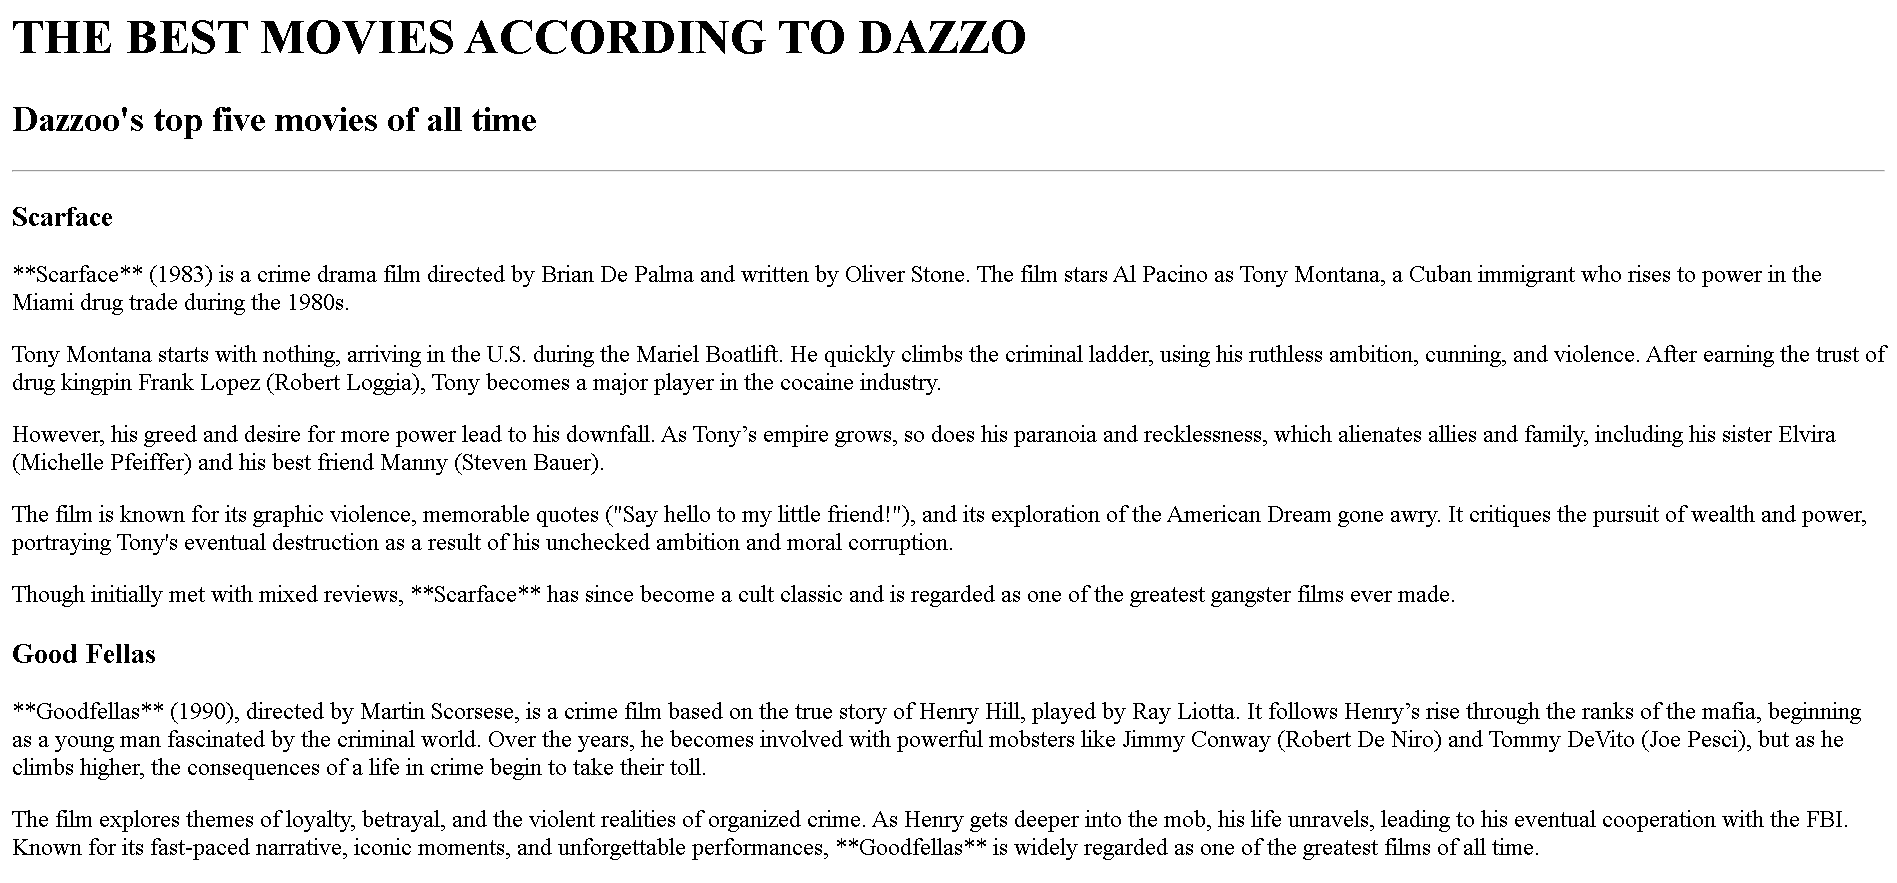 THE BEST MOVIES ACCORDING TO DAZZO
Dazzoo's top five movies of all time
Scarface
**Scarface** (1983) is a crime drama film directed by Brian De Palma and written by Oliver Stone. The film stars Al Pacino as Tony Montana, a Cuban immigrant who rises to power in the
Miami drug trade during the 1980s.
Tony Montana starts with nothing, arriving in the U.S. during the Mariel Boatlift. He quickly climbs the criminal ladder, using his ruthless ambition, cunning, and violence. After earning the trust of
drug kingpin Frank Lopez (Robert Loggia), Tony becomes a major player in the cocaine industry.
However, his greed and desire for more power lead to his downfall. As Tony’s empire grows, so does his paranoia and recklessness, which alienates allies and family, including his sister Elvira
(Michelle Pfeiffer) and his best friend Manny (Steven Bauer).
The film is known for its graphic violence, memorable quotes ("Say hello to my little friend!"), and its exploration of the American Dream gone awry. It critiques the pursuit of wealth and power,
portraying Tony's eventual destruction as a result of his unchecked ambition and moral corruption.
Though initially met with mixed reviews, **Scarface** has since become a cult classic and is regarded as one of the greatest gangster films ever made.
Good Fellas
**Goodfellas** (1990), directed by Martin Scorsese, is a crime film based on the true story of Henry Hill, played by Ray Liotta. It follows Henry’s rise through the ranks of the mafia, beginning
as a young man fascinated by the criminal world. Over the years, he becomes involved with powerful mobsters like Jimmy Conway (Robert De Niro) and Tommy DeVito (Joe Pesci), but as he
climbs higher, the consequences of a life in crime begin to take their toll.
The film explores themes of loyalty, betrayal, and the violent realities of organized crime. As Henry gets deeper into the mob, his life unravels, leading to his eventual cooperation with the FBI.
Known for its fast-paced narrative, iconic moments, and unforgettable performances, **Goodfellas** is widely regarded as one of the greatest films of all time.